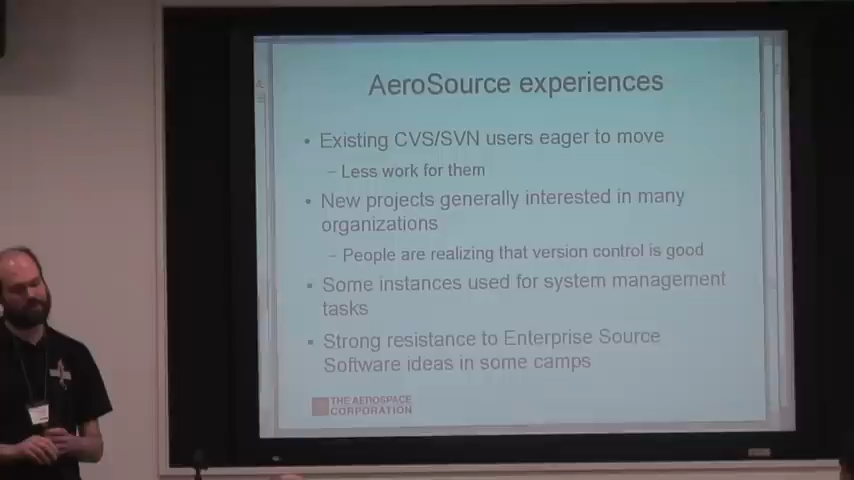 AeroSource experiences
• Existing CVS/SVN users eager to move
– Less work for them
• New projects generally interested in many
organizations
– People are realizing that version control is good
• Some instances used for system management
tasks
• Strong resistance to Enterprise Source
Software ideas in some camps
THE AEROSPACE
CORPORATION